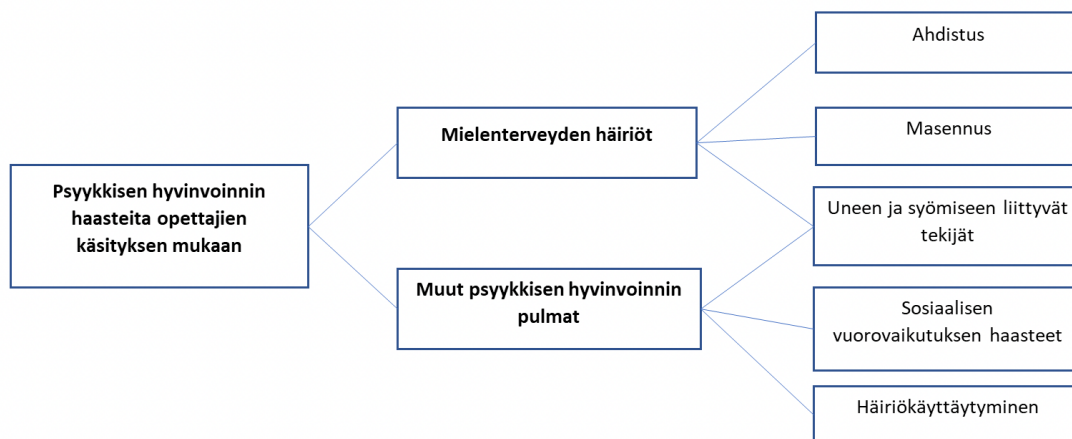 Psyykkisen hyvinvoinnin
haasteita opettajien
käsityksen mukaan
Mielenterveyden häiriöt
Muut psyykkisen hyvinvoinnin
pulmat
Ahdistus
Masennus
Uneen ja syömiseen liittyvät
tekijät
Sosiaalisen
vuorovaikutuksen haasteet
Häiriökäyttäytyminen